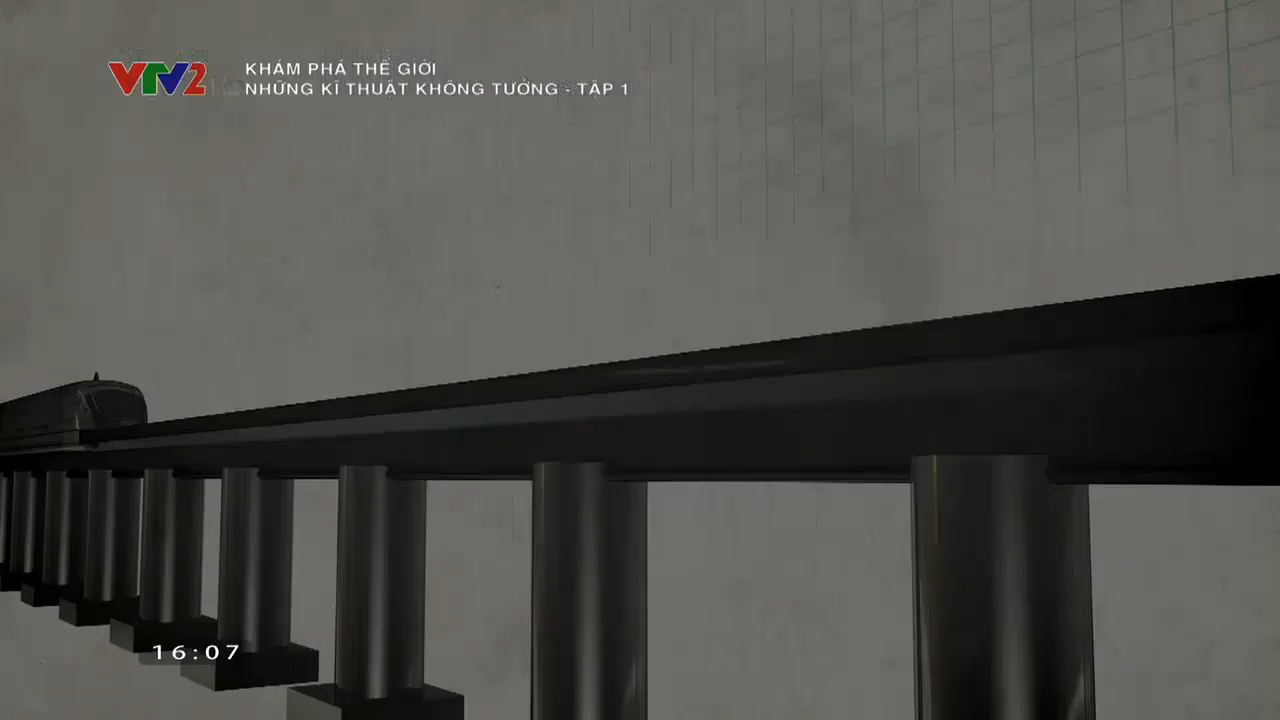 VTV2
KHÁM PHÁ THẾ GIỚI
NHỮNG KĨ THUẬT KHÔNG TƯỞNG - TẬP 1
16:07